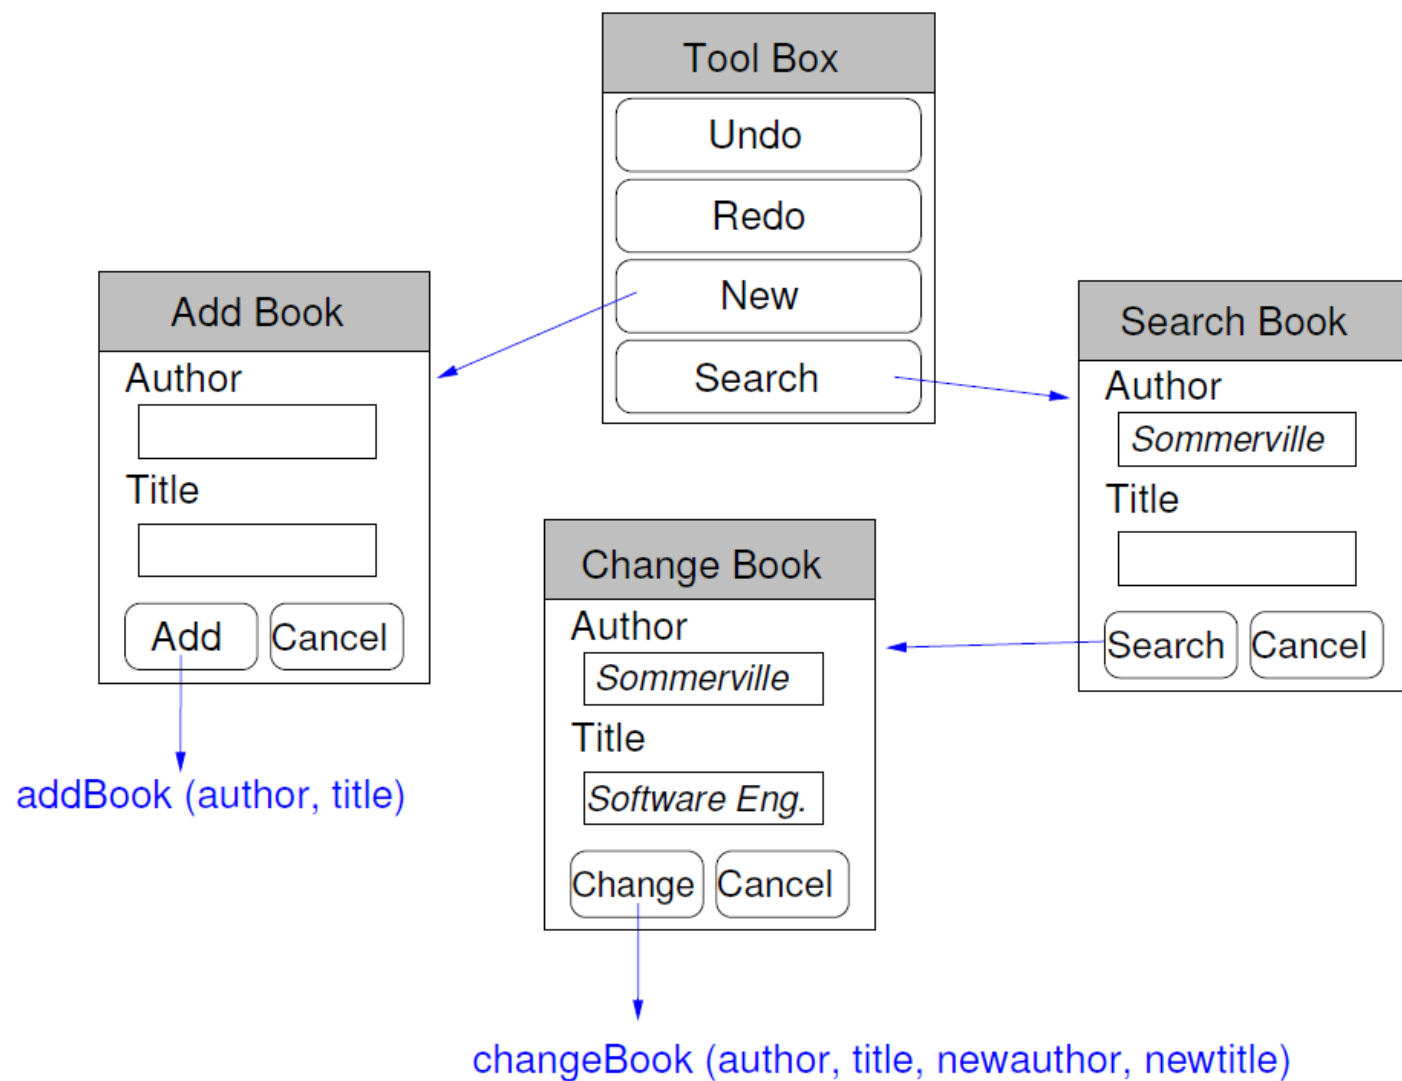 Tool Box
Undo
Redo
New
Search
Add Book
Author
Title
Add Cancel
addBook (author, title)
Search Book
Author
Sommerville
Title
Search Cancel
Change Book
Author
Sommerville
Title
Software Eng.
Change Cancel
changeBook (author, title, newauthor, newtitle)